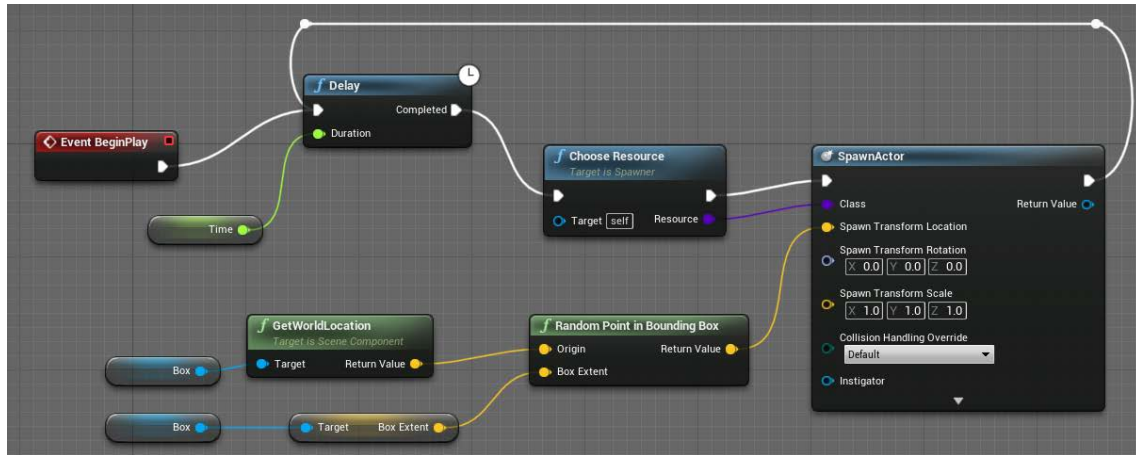 f Delay
Completed
Duration
Event BeginPlay
Time
f Choose Resource
Target is Spawner
Target self Resource
SpawnActor
Class Return Value
Spawn Transform Location
Spawn Transform Rotation
X 0.0 Y 0.0 Z 0.0
Spawn Transform Scale
X 1.0 Y 1.0 Z 1.0
Collision Handling Override
Default
Instigator
f GetWorldLocation
Target is Scene Component
Target Return Value
Box
f Random Point in Bounding Box
Origin Return Value
Box Extent
Box
Target Box Extent